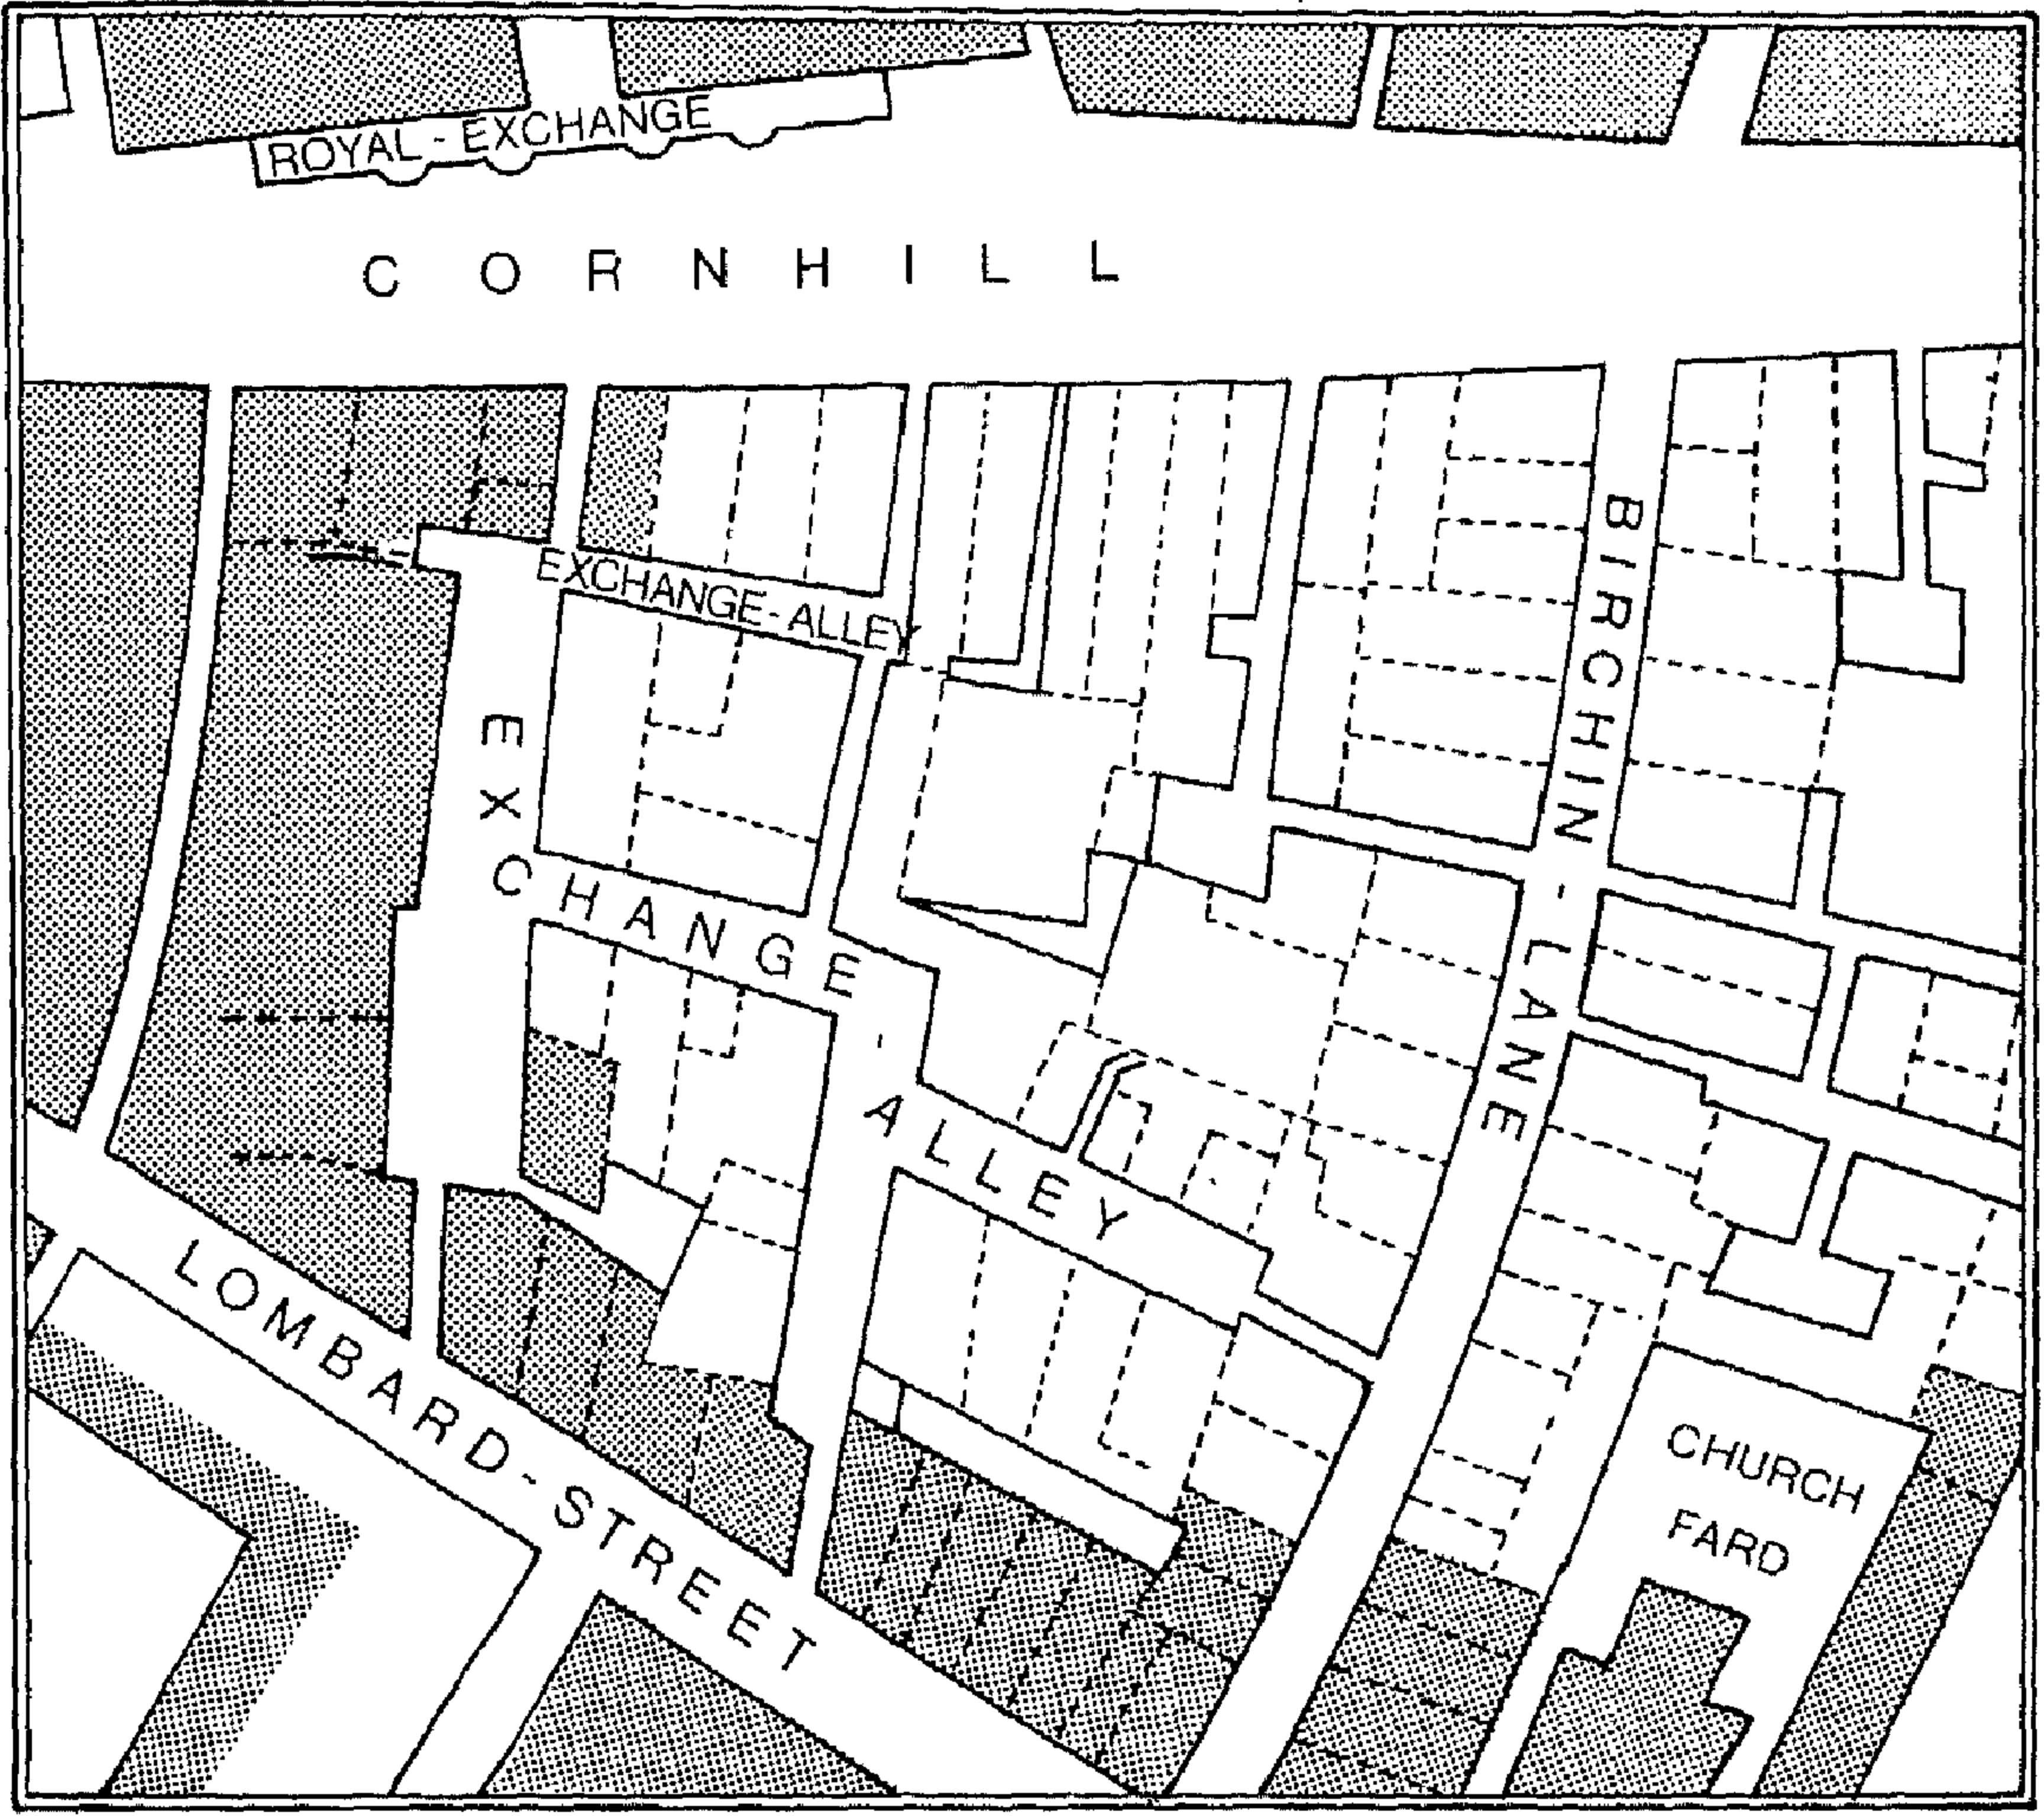 ROYAL - EXCHANGE
CORNHILL
EXCHANGE-ALLEY
BIRCHIN-LANE
EXCHANGE-ALLEY
LOMBARD-STREET
CHURCH
FARD